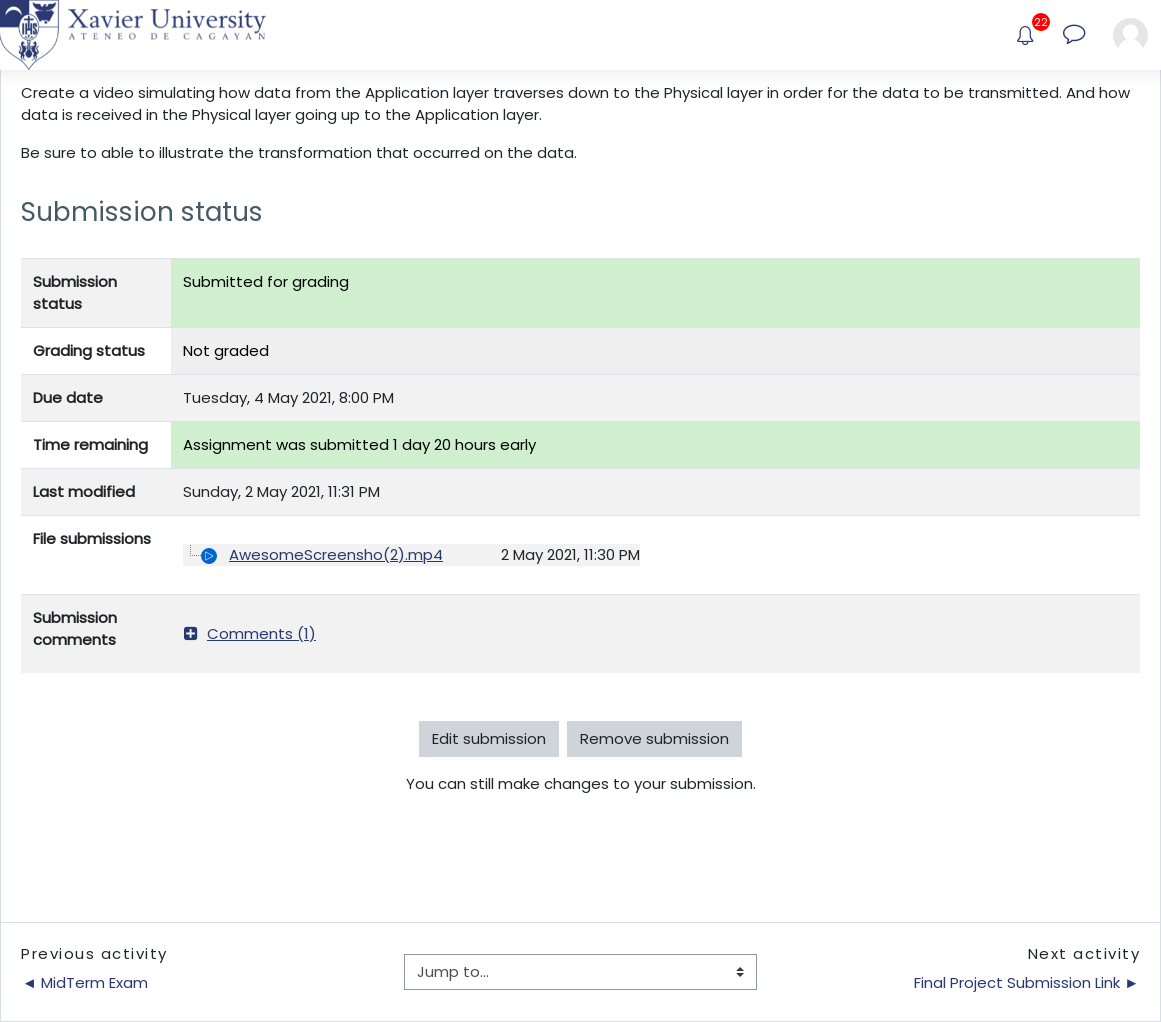 Xavier University
ATENEO DE CAGAYAN
22
IHS
Create a video simulating how data from the Application layer traverses down to the Physical layer in order for the data to be transmitted. And how
data is received in the Physical layer going up to the Application layer.
Be sure to able to illustrate the transformation that occurred on the data.
Submission status
Submission
status
Submitted for grading
Grading status
Not graded
Due date
Tuesday, 4 May 2021, 8:00 PM
Time remaining
Assignment was submitted 1 day 20 hours early
Last modified
Sunday, 2 May 2021, 11:31 PM
File submissions
AwesomeScreensho(2).mp4 2 May 2021, 11:30 PM
Submission
comments
Comments (1)
Edit submission Remove submission
You can still make changes to your submission.
Previous activity
◄ MidTerm Exam
Jump to...
Next activity
Final Project Submission Link ►